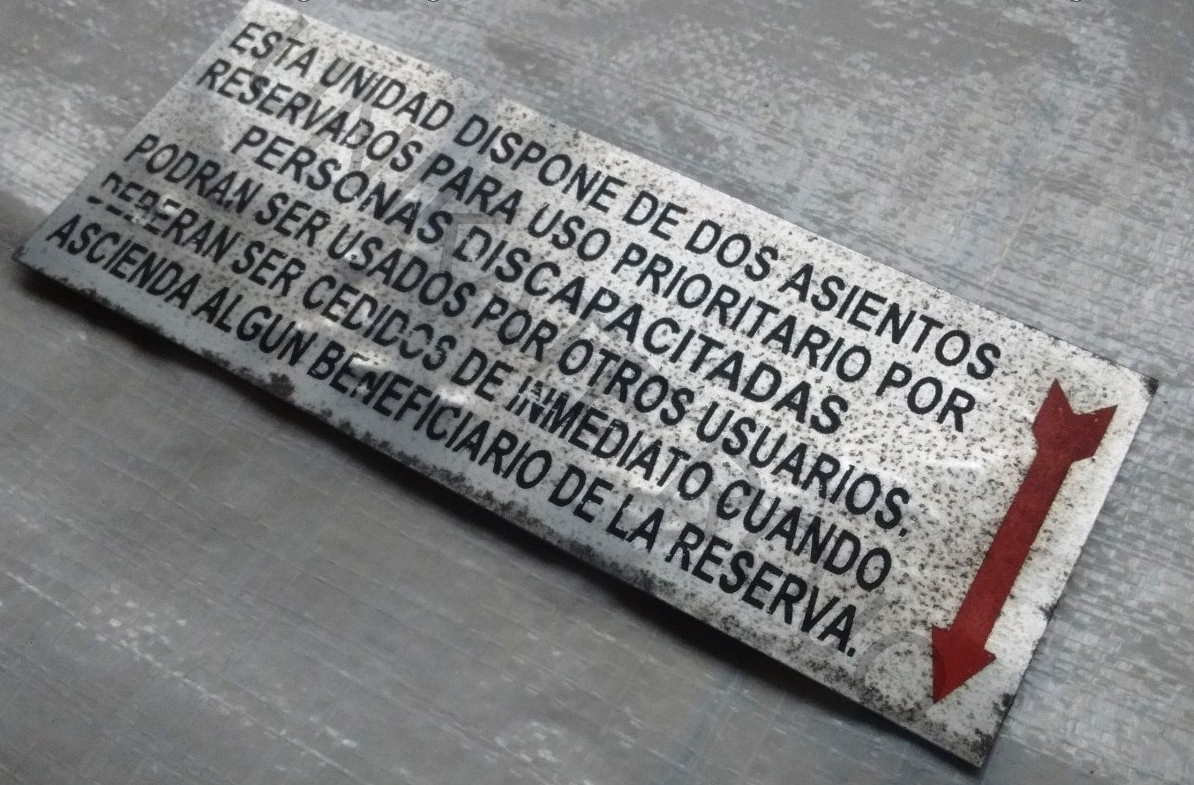 ESTA UNIDAD DISPONE DE DOS ASIENTOS
RESERVADOS PARA USO PRIORITARIO POR
PERSONAS DISCAPACITADAS
PODRAN SER USADOS POR OTROS USUARIOS.
DEBERAN SER CEDIDOS DE INMEDIATO CUANDO
ASCIENDA ALGUN BENEFICIARIO DE LA RESERVA.